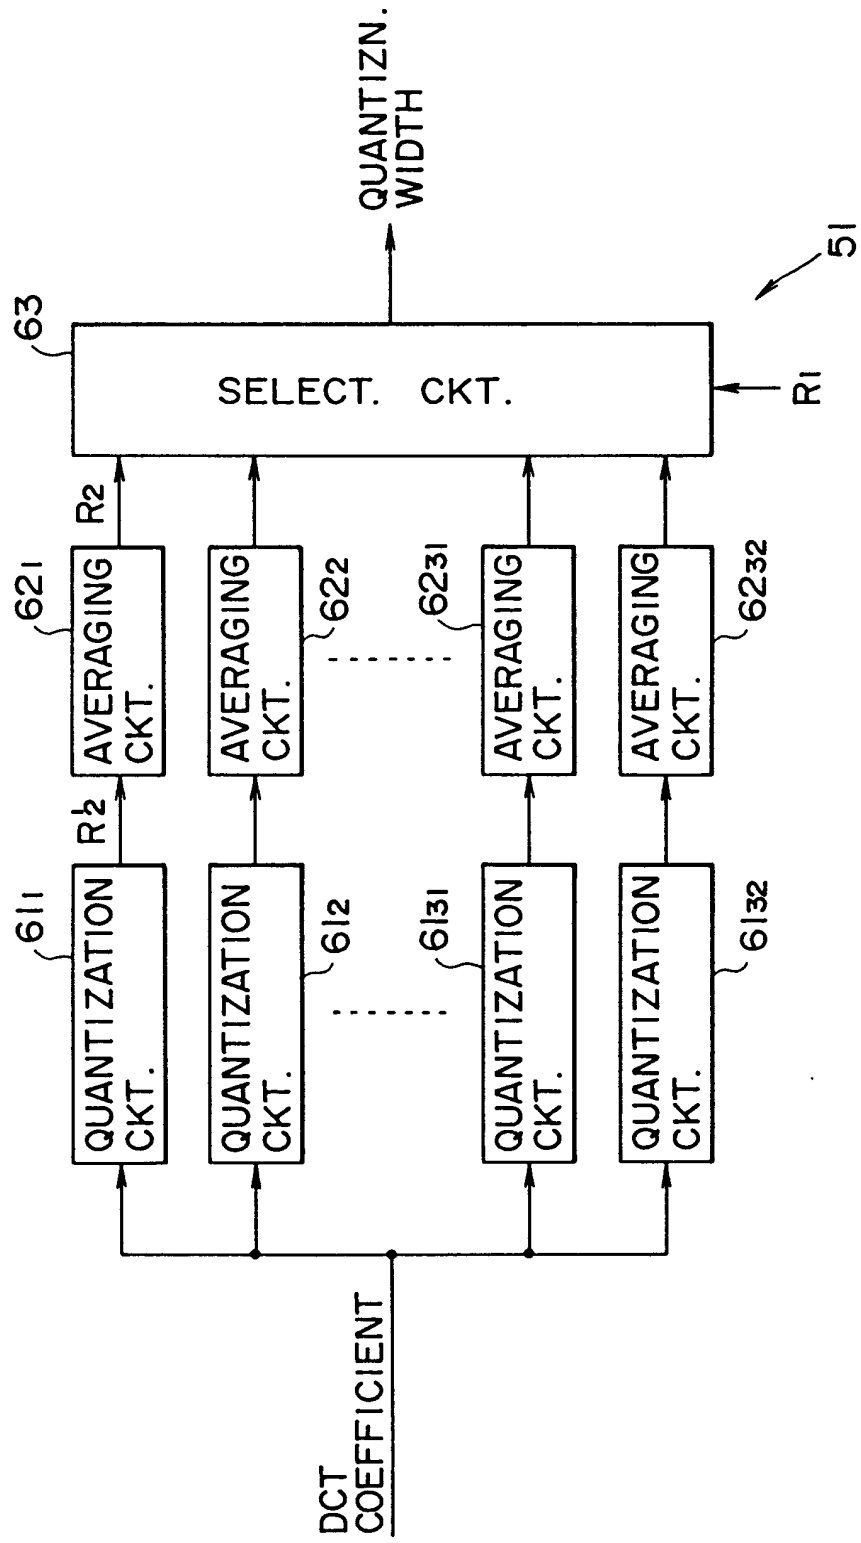 DCT
COEFFICIENT
611
QUANTIZATION
CKT.
R'2
621
AVERAGING
CKT.
R2
612
QUANTIZATION
CKT.
622
AVERAGING
CKT.
6131
QUANTIZATION
CKT.
6231
AVERAGING
CKT.
6132
QUANTIZATION
CKT.
6232
AVERAGING
CKT.
63
SELECT. CKT.
R1
QUANTIZN.
WIDTH
51